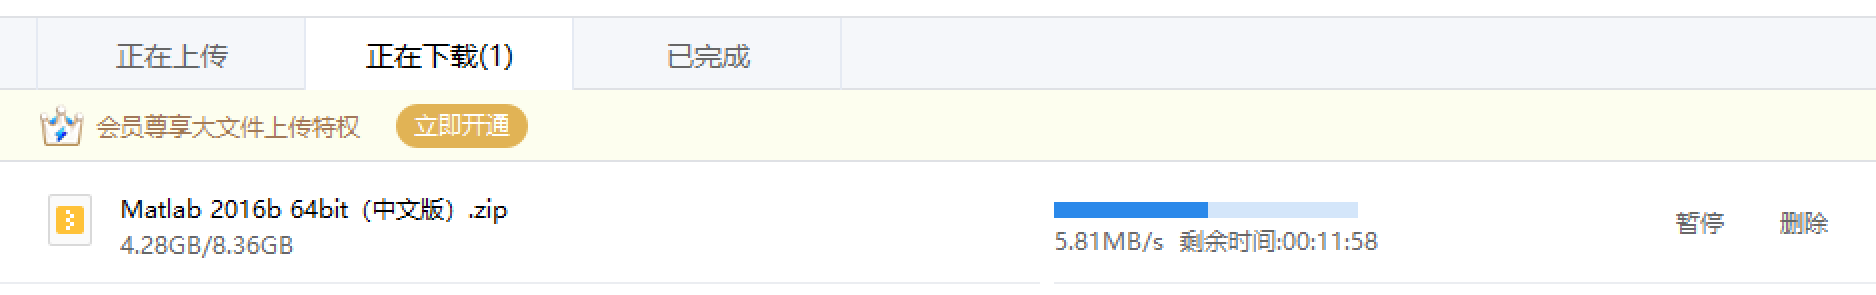 正在上传
正在下载(1)
已完成
会员尊享大文件上传特权
立即开通
Matlab 2016b 64bit（中文版）.zip
4.28GB/8.36GB
5.81MB/s 剩余时间:00:11:58
暂停
删除